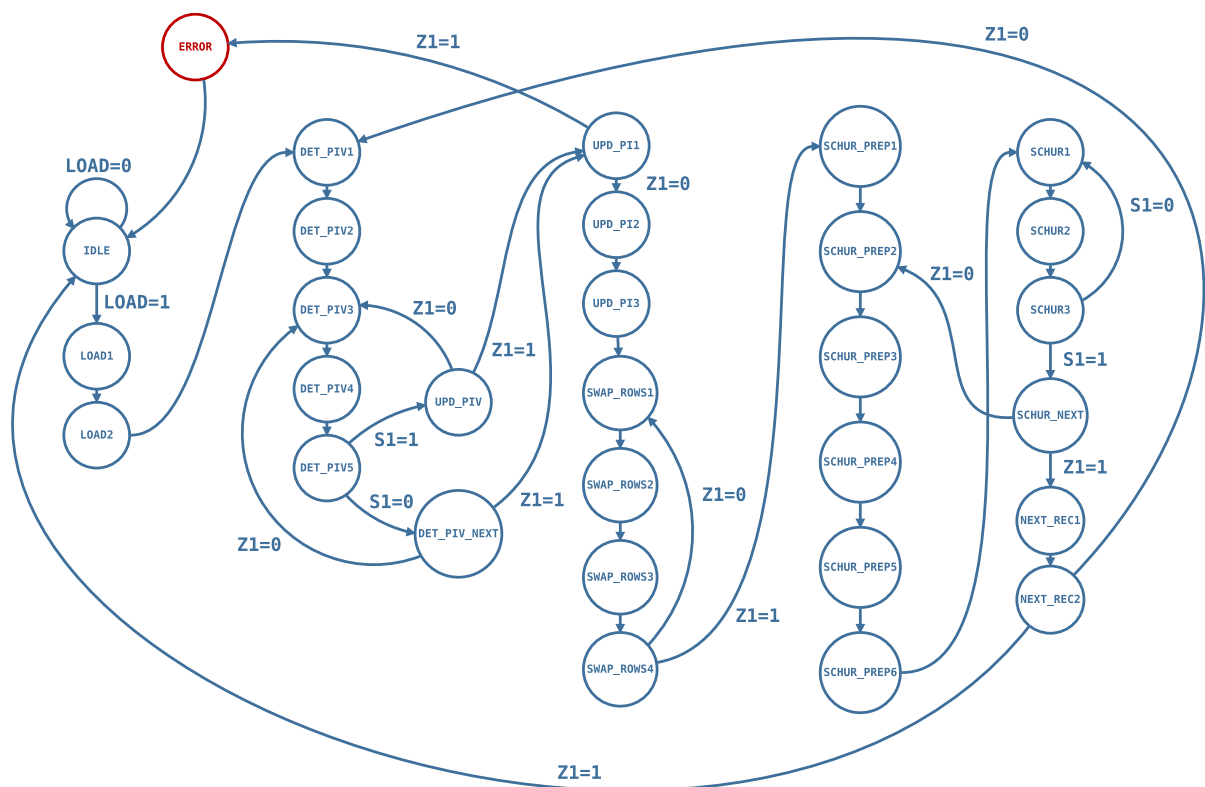 ERROR
Z1=1
Z1=0
LOAD=0
IDLE
LOAD=1
LOAD1
LOAD2
DET_PIV1
DET_PIV2
DET_PIV3
DET_PIV4
DET_PIV5
Z1=0
UPD_PIV
Z1=1
S1=1
S1=0
DET_PIV_NEXT
Z1=1
Z1=0
UPD_PI1
Z1=0
UPD_PI2
UPD_PI3
SWAP_ROWS1
SWAP_ROWS2
Z1=0
SWAP_ROWS3
SWAP_ROWS4
Z1=1
SCHUR_PREP1
SCHUR_PREP2
SCHUR_PREP3
SCHUR_PREP4
SCHUR_PREP5
SCHUR_PREP6
Z1=0
SCHUR1
S1=0
SCHUR2
SCHUR3
S1=1
SCHUR_NEXT
Z1=1
NEXT_REC1
NEXT_REC2
Z1=1